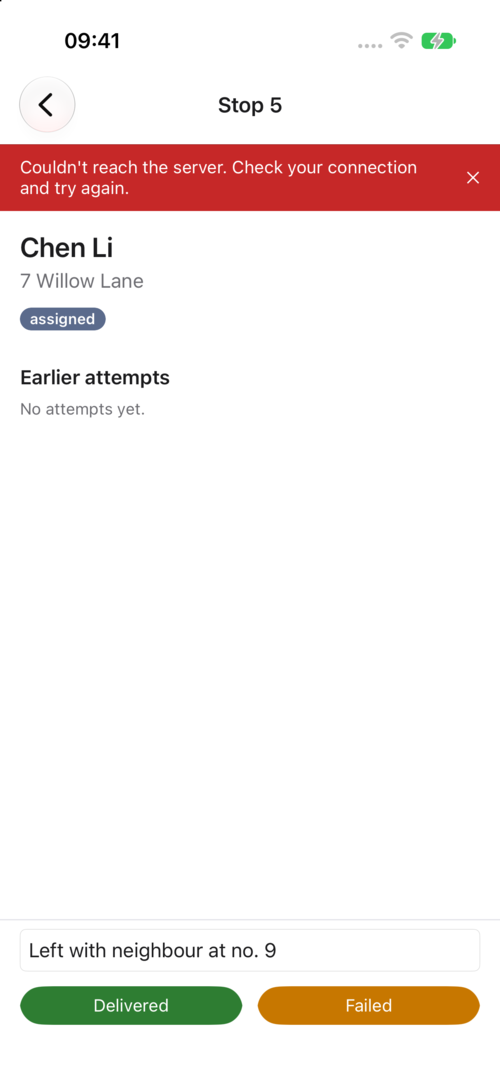 09:41
Stop 5
Couldn't reach the server. Check your connection
and try again.
Chen Li
7 Willow Lane
assigned
Earlier attempts
No attempts yet.
Left with neighbour at no. 9
Delivered
Failed